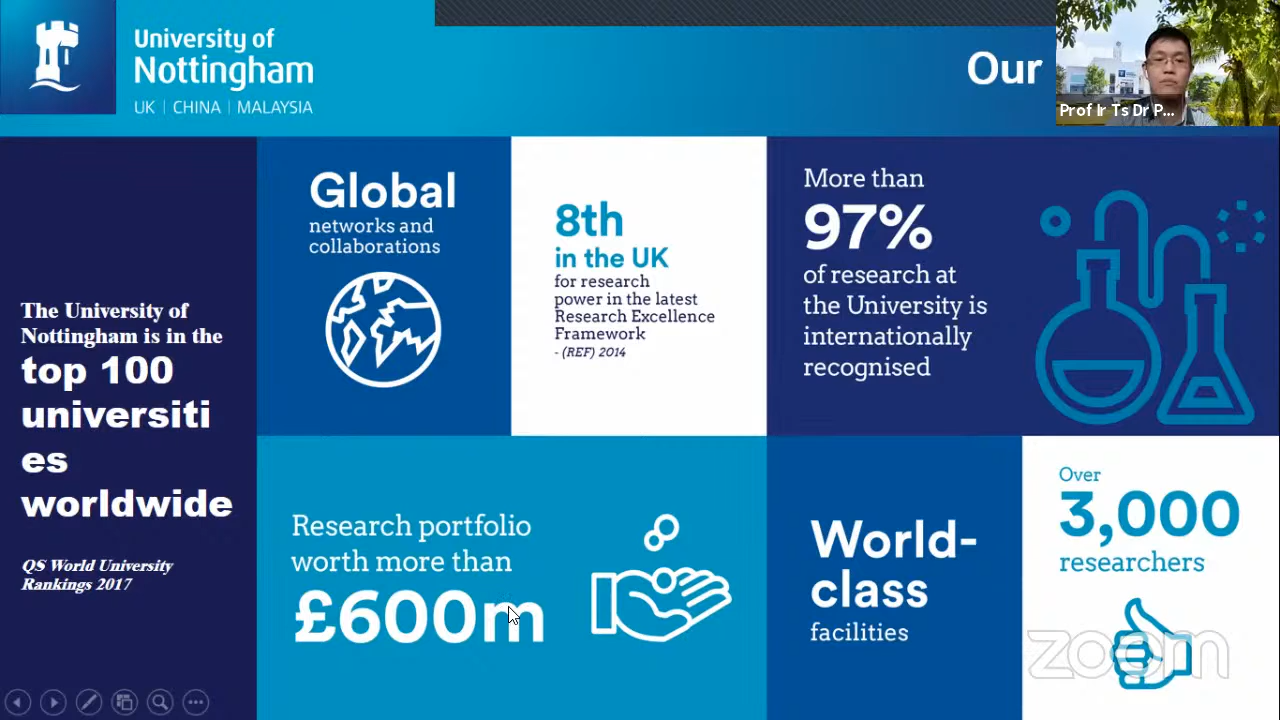 University of
Nottingham
UK | CHINA | MALAYSIA
Our
Prof Ir Ts Dr P...
The University of
Nottingham is in the
top 100
universiti
es
worldwide
QS World University
Rankings 2017
Global
networks and
collaborations
8th
in the UK
for research
power in the latest
Research Excellence
Framework
- (REF) 2014
More than
97%
of research at
the University is
internationally
recognised
Research portfolio
worth more than
£600m
World-
class
facilities
Over
3,000
researchers
zoom